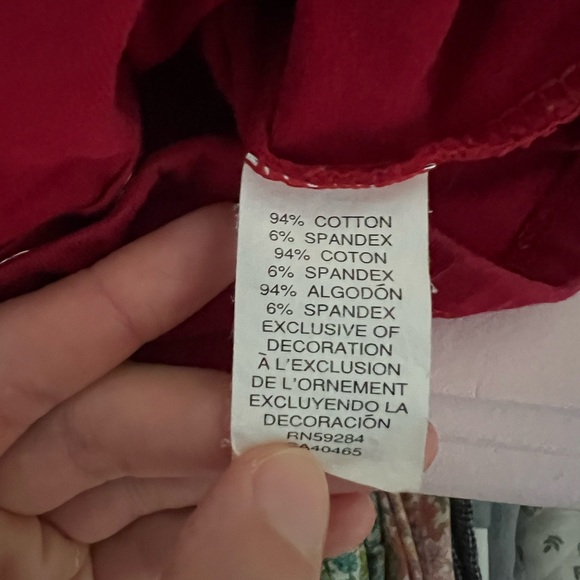 94% COTTON
6% SPANDEX
94% COTON
6% SPANDEX
94% ALGODÓN
6% SPANDEX
EXCLUSIVE OF
DECORATION
À L'EXCLUSION
DE L'ORNEMENT
EXCLUYENDO LA
DECORACIÓN
RN59284
CA40465